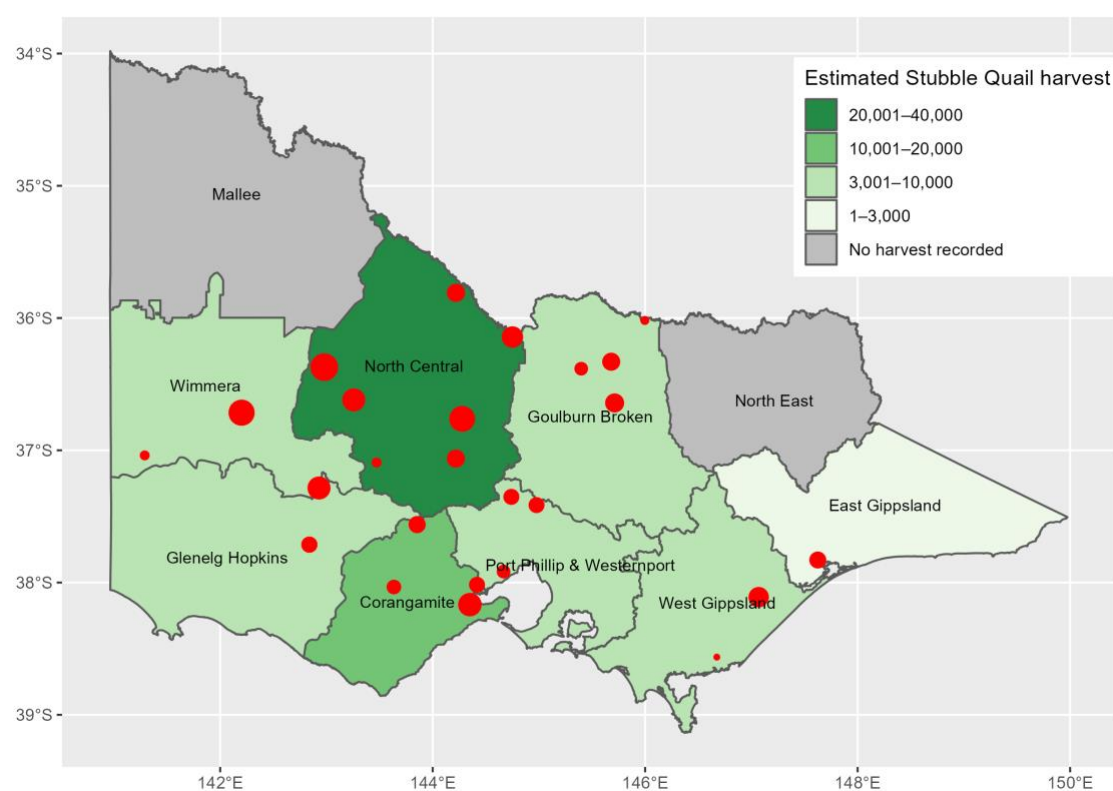 34°S
35°S
36°S
37°S
38°S
39°S
Estimated Stubble Quail harvest
20,001–40,000
10,001–20,000
3,001–10,000
1–3,000
No harvest recorded
Mallee
North Central
Wimmera
Goulburn Broken
North East
East Gippsland
Glenelg Hopkins
Port Phillip & Westernport
Corangamite
West Gippsland
142°E
144°E
146°E
148°E
150°E